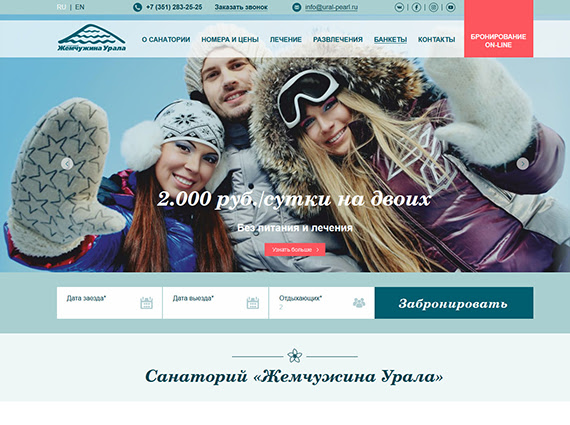 RU | EN
+7 (351) 283-25-25
Заказать звонок
info@ural-pearl.ru
Жемчужина Урала
О САНАТОРИИ
НОМЕРА И ЦЕНЫ
ЛЕЧЕНИЕ
РАЗВЛЕЧЕНИЯ
БАНКЕТЫ
КОНТАКТЫ
БРОНИРОВАНИЕ
ON-LINE
2.000 руб./сутки на двоих
Без питания и лечения
Узнать больше
Дата заезда*
Дата выезда*
Отдыхающих*
2
Забронировать
Санаторий «Жемчужина Урала»